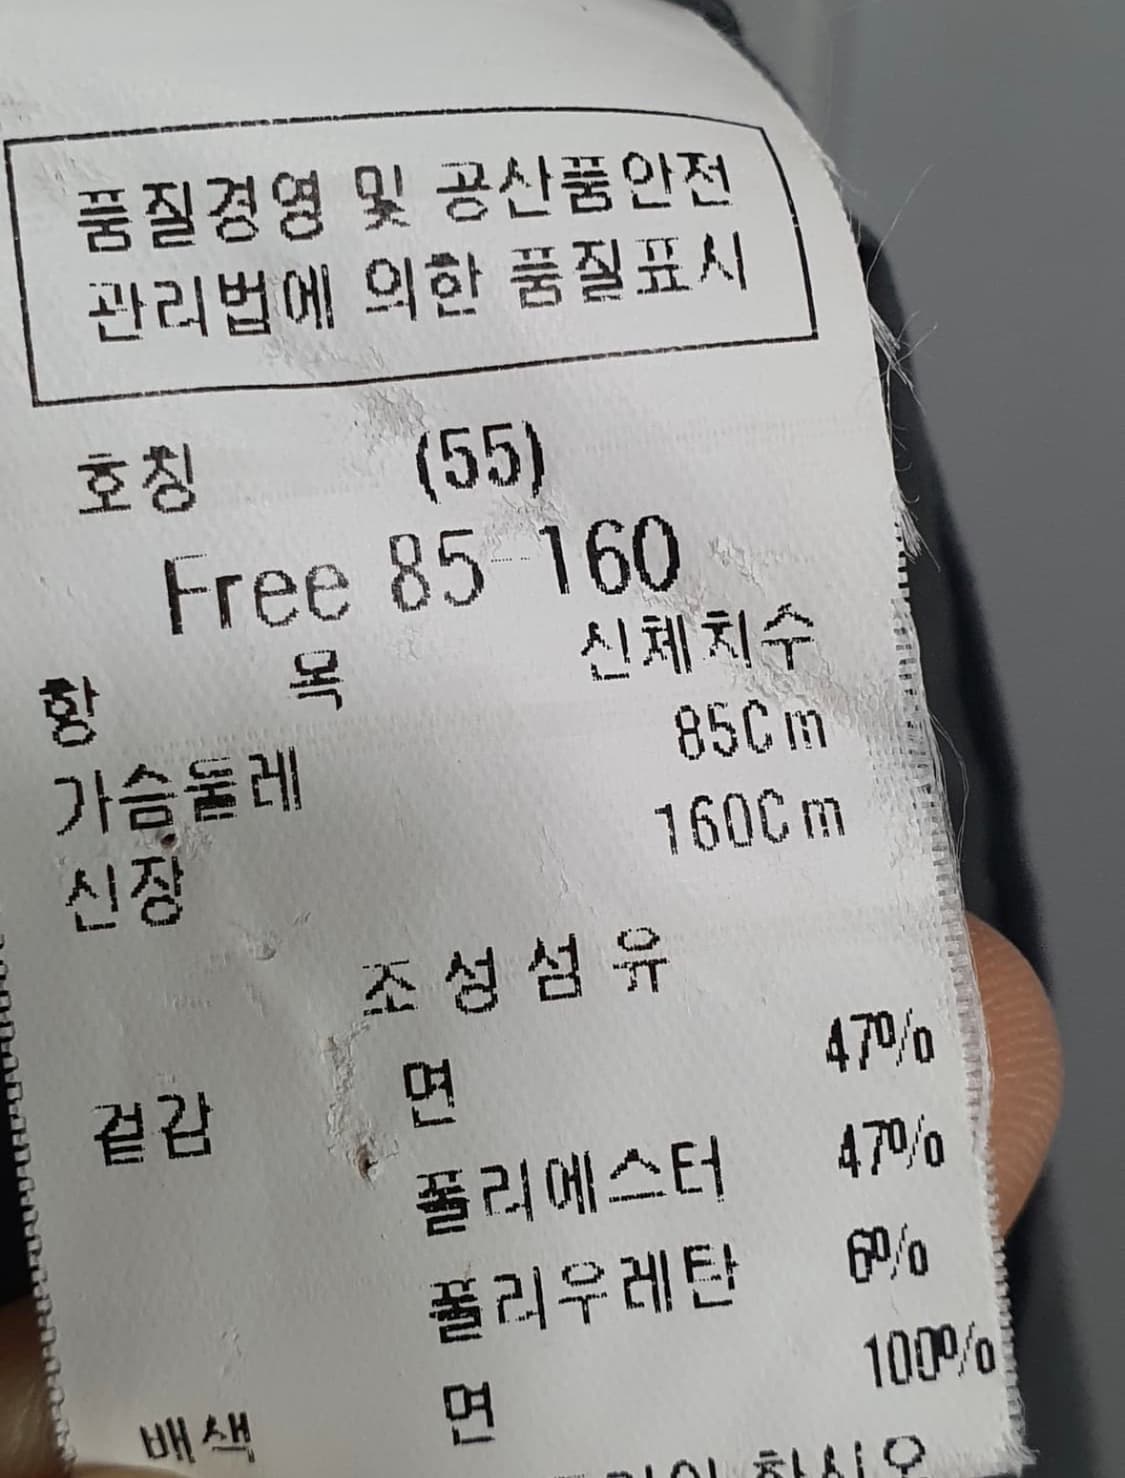 품질경영 및 공산품안전
관리법에 의한 품질표시
호칭 (55)
Free 85-160
항 목 신체치수
가슴둘레 85Cm
신장 160Cm
조성섬유
겉감 면 47%
폴리에스터 47%
폴리우레탄 6%
배색 면 100%
하시오